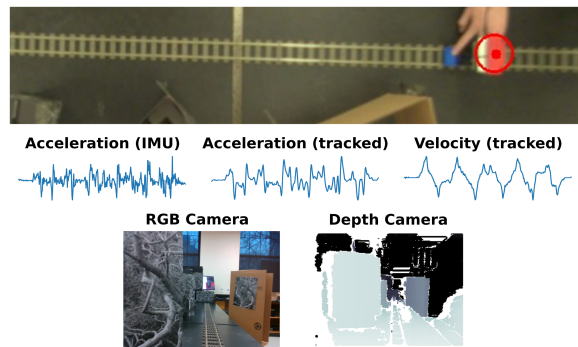 Acceleration (IMU) Acceleration (tracked) Velocity (tracked)
RGB Camera Depth Camera